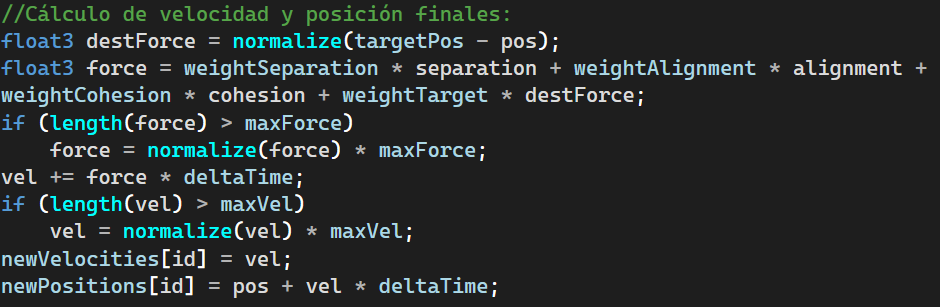 //Cálculo de velocidad y posición finales:
float3 destForce = normalize(targetPos - pos);
float3 force = weightSeparation * separation + weightAlignment * alignment +
weightCohesion * cohesion + weightTarget * destForce;
if (length(force) > maxForce)
    force = normalize(force) * maxForce;
vel += force * deltaTime;
if (length(vel) > maxVel)
    vel = normalize(vel) * maxVel;
newVelocities[id] = vel;
newPositions[id] = pos + vel * deltaTime;